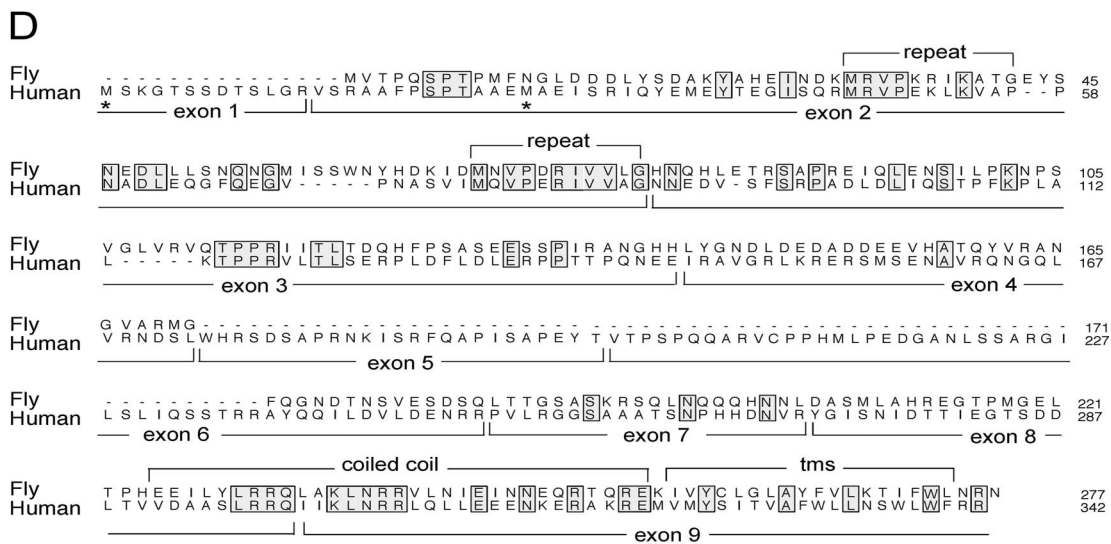 D
repeat
Fly - - - - - - - - - - - - - - - M V T P Q S P T P M F N G L D D D D L Y S D A K Y A H E I N D K M R V P K R I K A T G E Y S 45
Human M S K G T S S D T S L G R V S R A A F P S P T A A E M A E I S R I Q Y E M E Y T E G I S Q R M R V P E K L K V A P - - P 58
* *
exon 1 exon 2
repeat
Fly N E D L L L S N Q N G M I S S W N Y H D K I D M N V P D R I V V L G H N Q H L E T R S A P R E I Q L E N S I L P K N P S 105
Human N A D L E Q G F Q E G V - - - - - P N A S V I M Q V P E R I V V A G N N E D V - S F S R P A D L D L I Q S T P F K P L A 112
Fly V G L V R V Q T P P R I I T L T D Q H F P S A S E E S S P I R A N G H H L Y G N D L D E D A D D E E V H A T Q Y V R A N 165
Human L - - - - - K T P P R V L T L S E R P L D F L D L E R P P T T P Q N E E I R A V G R L K R E R S M S E N A V R Q N G Q L 167
exon 3 exon 4
Fly G V A R M G - - - - - - - - - - - - - - - - - - - - - - - - - - - - - - - - - - - - - - - - - - - - - - - - - - - - - - 171
Human V R N D S L W H R S D S A P R N K I S R F Q A P I S A P E Y T V T P S P Q Q A R V C P P H M L P E D G A N L S S A R G I 227
exon 5
Fly - - - - - - - - - - F Q G N D T N S V E S D S Q L T G S A S K R S Q L N Q Q Q H N N L D A S M L A H R E G T P M G E L 221
Human L S L I Q S S T R R A Y Q Q I L D V L D E N R R P V L R G G S A A A T S N P H H D N V R Y G I S N I D T T I E G T S D D 287
exon 6 exon 7 exon 8
coiled coil tms
Fly T P H E E I L Y L R R Q L A K L N R R V L N I E I N N E Q R T Q R E K I V Y C L G L A Y F V L K T I F W L N R N 277
Human L T V V D A A S L R R Q I I K L N R R L Q L L E E E N K E R A K R E M V M Y S I T V A F W L L N S W L W F R R 342
exon 9